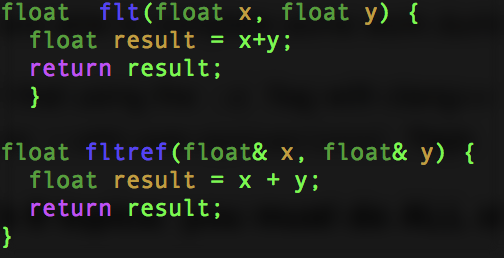 float  flt(float x, float y) {
  float result = x+y;
  return result;
  }

float fltref(float& x, float& y) {
  float result = x + y;
  return result;
}